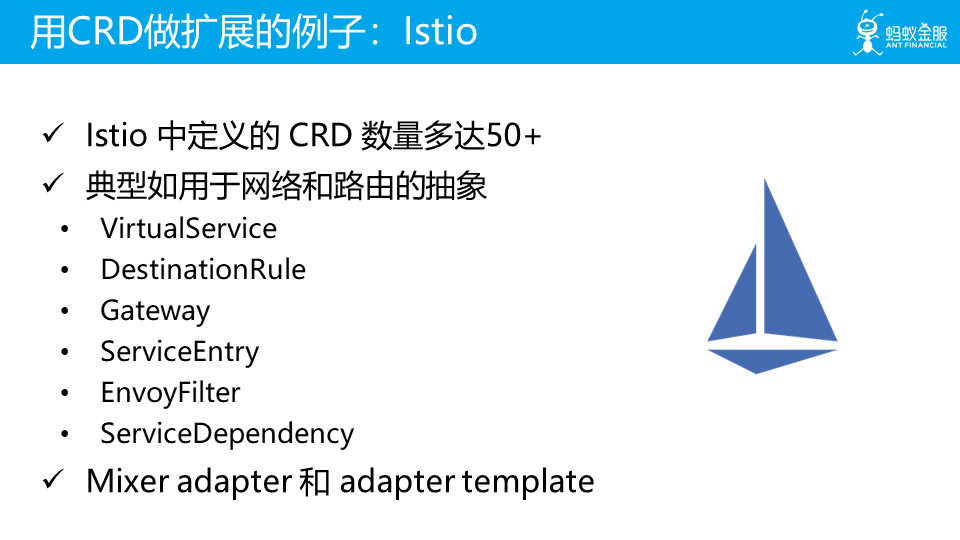 用CRD做扩展的例子：Istio
蚂蚁金服
ANT FINANCIAL
✓ Istio 中定义的 CRD 数量多达50+
✓ 典型如用于网络和路由的抽象
• VirtualService
• DestinationRule
• Gateway
• ServiceEntry
• EnvoyFilter
• ServiceDependency
✓ Mixer adapter 和 adapter template